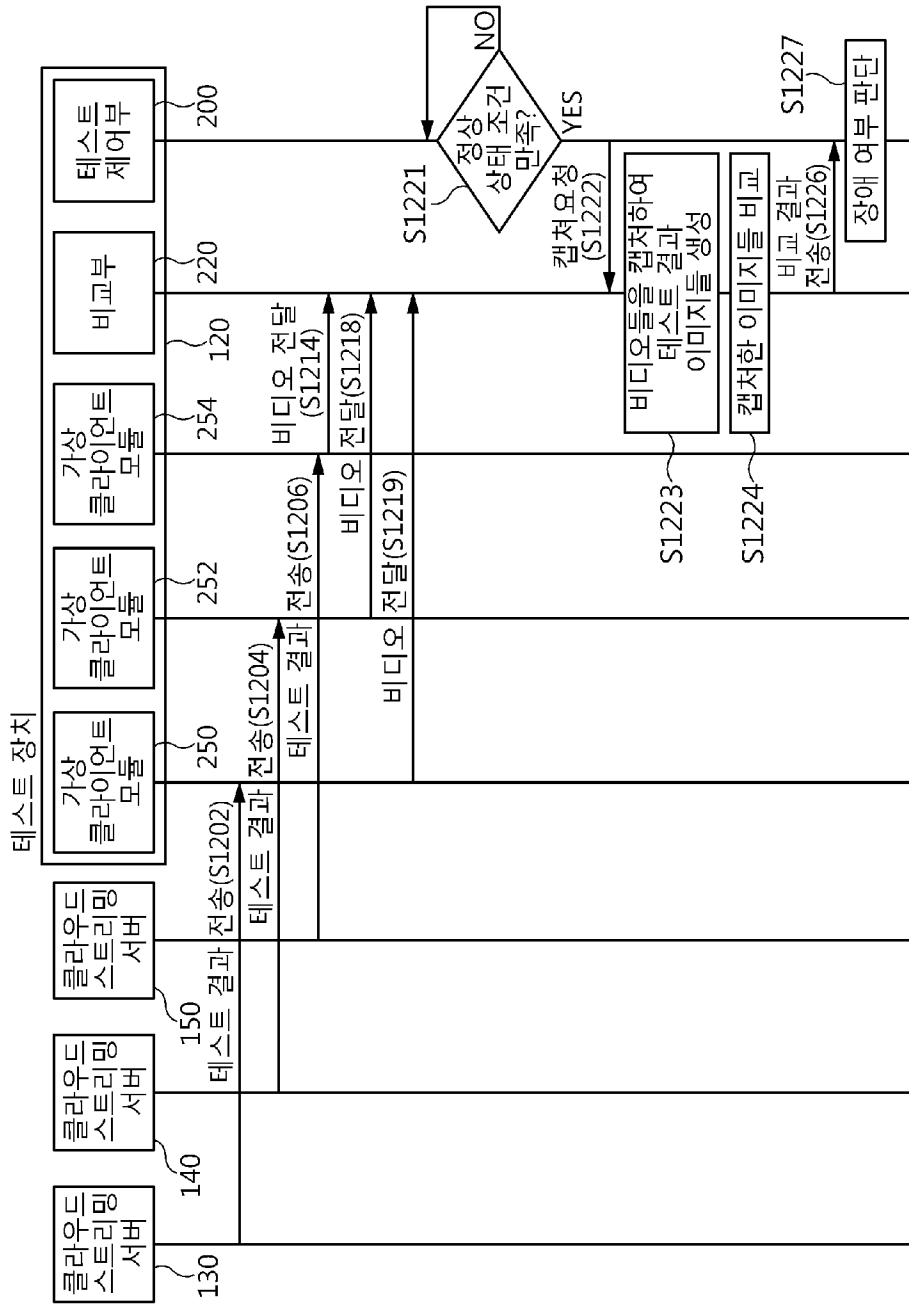 테스트 장치
클라우드
스트리밍
서버
130
클라우드
스트리밍
서버
140
클라우드
스트리밍
서버
150
가상
클라이언트
모듈
250
가상
클라이언트
모듈
252
가상
클라이언트
모듈
254
120
비교부
220
테스트
제어부
200
테스트 결과 전송(S1202)
테스트 결과 전송(S1204)
테스트 결과 전송(S1206)
비디오 전달
(S1214)
비디오 전달(S1218)
비디오 전달(S1219)
S1221
정상
상태 조건
만족?
NO
YES
캡쳐요청
(S1222)
비디오들을 캡처하여
테스트 결과
이미지들 생성
S1223
캡처한 이미지들 비교
S1224
비교 결과
전송(S1226)
장애 여부 판단
S1227